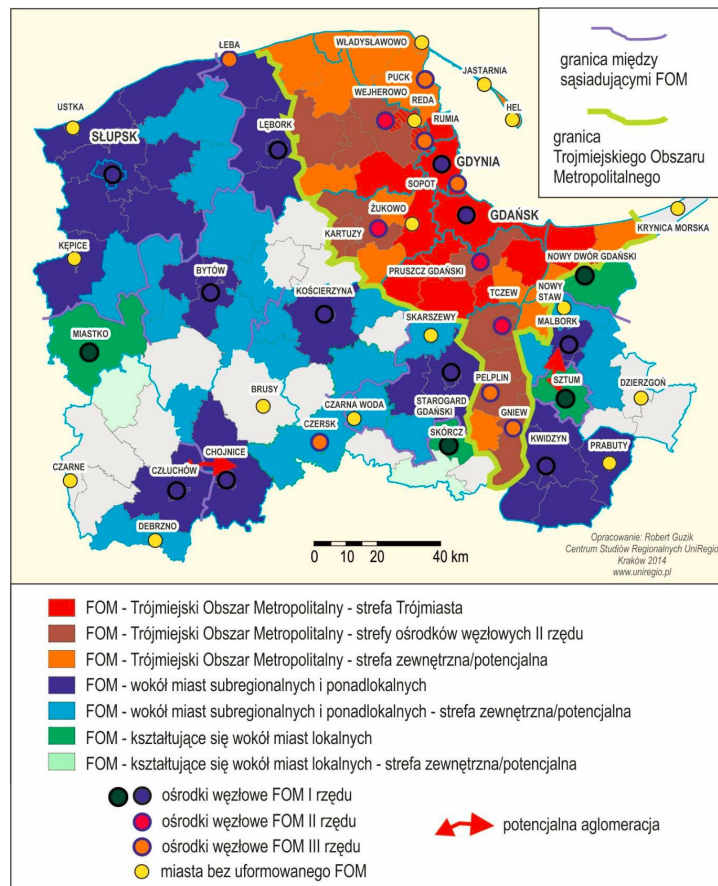 ŁEBA
WŁADYSŁAWOWO
PUCK
JASTARNIA
WEJHEROWO
REDA
HEL
USTKA
RUMIA
SŁUPSK
LĘBORK
GDYNIA
SOPOT
ŻUKOWO
GDAŃSK
KARTUZY
KRYNICA MORSKA
KĘPICE
PRUSZCZ GDAŃSKI
NOWY DWÓR GDAŃSKI
BYTÓW
TCZEW
NOWY
STAW
KOŚCIERZYNA
SKARSZEWY
MALBORK
MIASTKO
PELPLIN
SZTUM
DZIERZGOŃ
BRUSY
CZARNA WODA
STAROGARD
GDAŃSKI
GNIEW
CZERSK
SKÓRCZ
KWIDZYN
PRABUTY
CHOJNICE
CZARNE
CZŁUCHÓW
DEBRZNO
0 10 20 40 km
Opracowanie: Robert Guzik
Centrum Studiów Regionalnych UniRegio
Kraków 2014
www.uniregio.pl
granica między
sąsiadującymi FOM
granica
Trojmiejskiego Obszaru
Metropolitalnego
FOM - Trójmiejski Obszar Metropolitalny - strefa Trójmiasta
FOM - Trójmiejski Obszar Metropolitalny - strefy ośrodków węzłowych II rzędu
FOM - Trójmiejski Obszar Metropolitalny - strefa zewnętrzna/potencjalna
FOM - wokół miast subregionalnych i ponadlokalnych
FOM - wokół miast subregionalnych i ponadlokalnych - strefa zewnętrzna/potencjalna
FOM - kształtujące się wokół miast lokalnych
FOM - kształtujące się wokół miast lokalnych - strefa zewnętrzna/potencjalna
ośrodki węzłowe FOM I rzędu
ośrodki węzłowe FOM II rzędu
ośrodki węzłowe FOM III rzędu
miasta bez uformowanego FOM
potencjalna aglomeracja